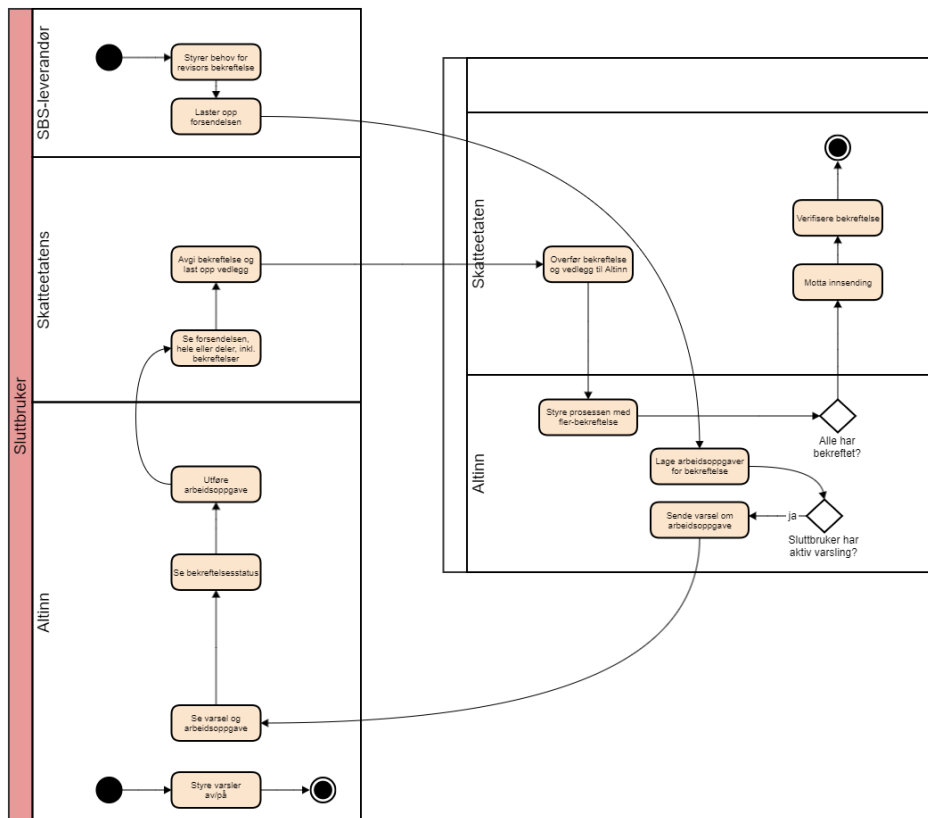 Sluttbruker
SBS-leverandør
Styrer behov for
revisors bekreftelse
Laster opp
forsendelsen
Skatteetatens
Avgi bekreftelse og
last opp vedlegg
Se forsendelsen,
hele eller deler, inkl.
bekreftelser
Altinn
Utføre
arbeidsoppgave
Se bekreftelsesstatus
Se varsel og
arbeidsoppgave
Styre varsler
av/på
Skatteetaten
Overfør bekreftelse
og vedlegg til Altinn
Verifisere bekreftelse
Motta innsending
Altinn
Styre prosessen med
fler-bekreftelse
Alle har
bekreftet?
Lage arbeidsoppgaver
for bekreftelse
Sende varsel om
arbeidsoppgave
ja
Sluttbruker har
aktiv varsling?